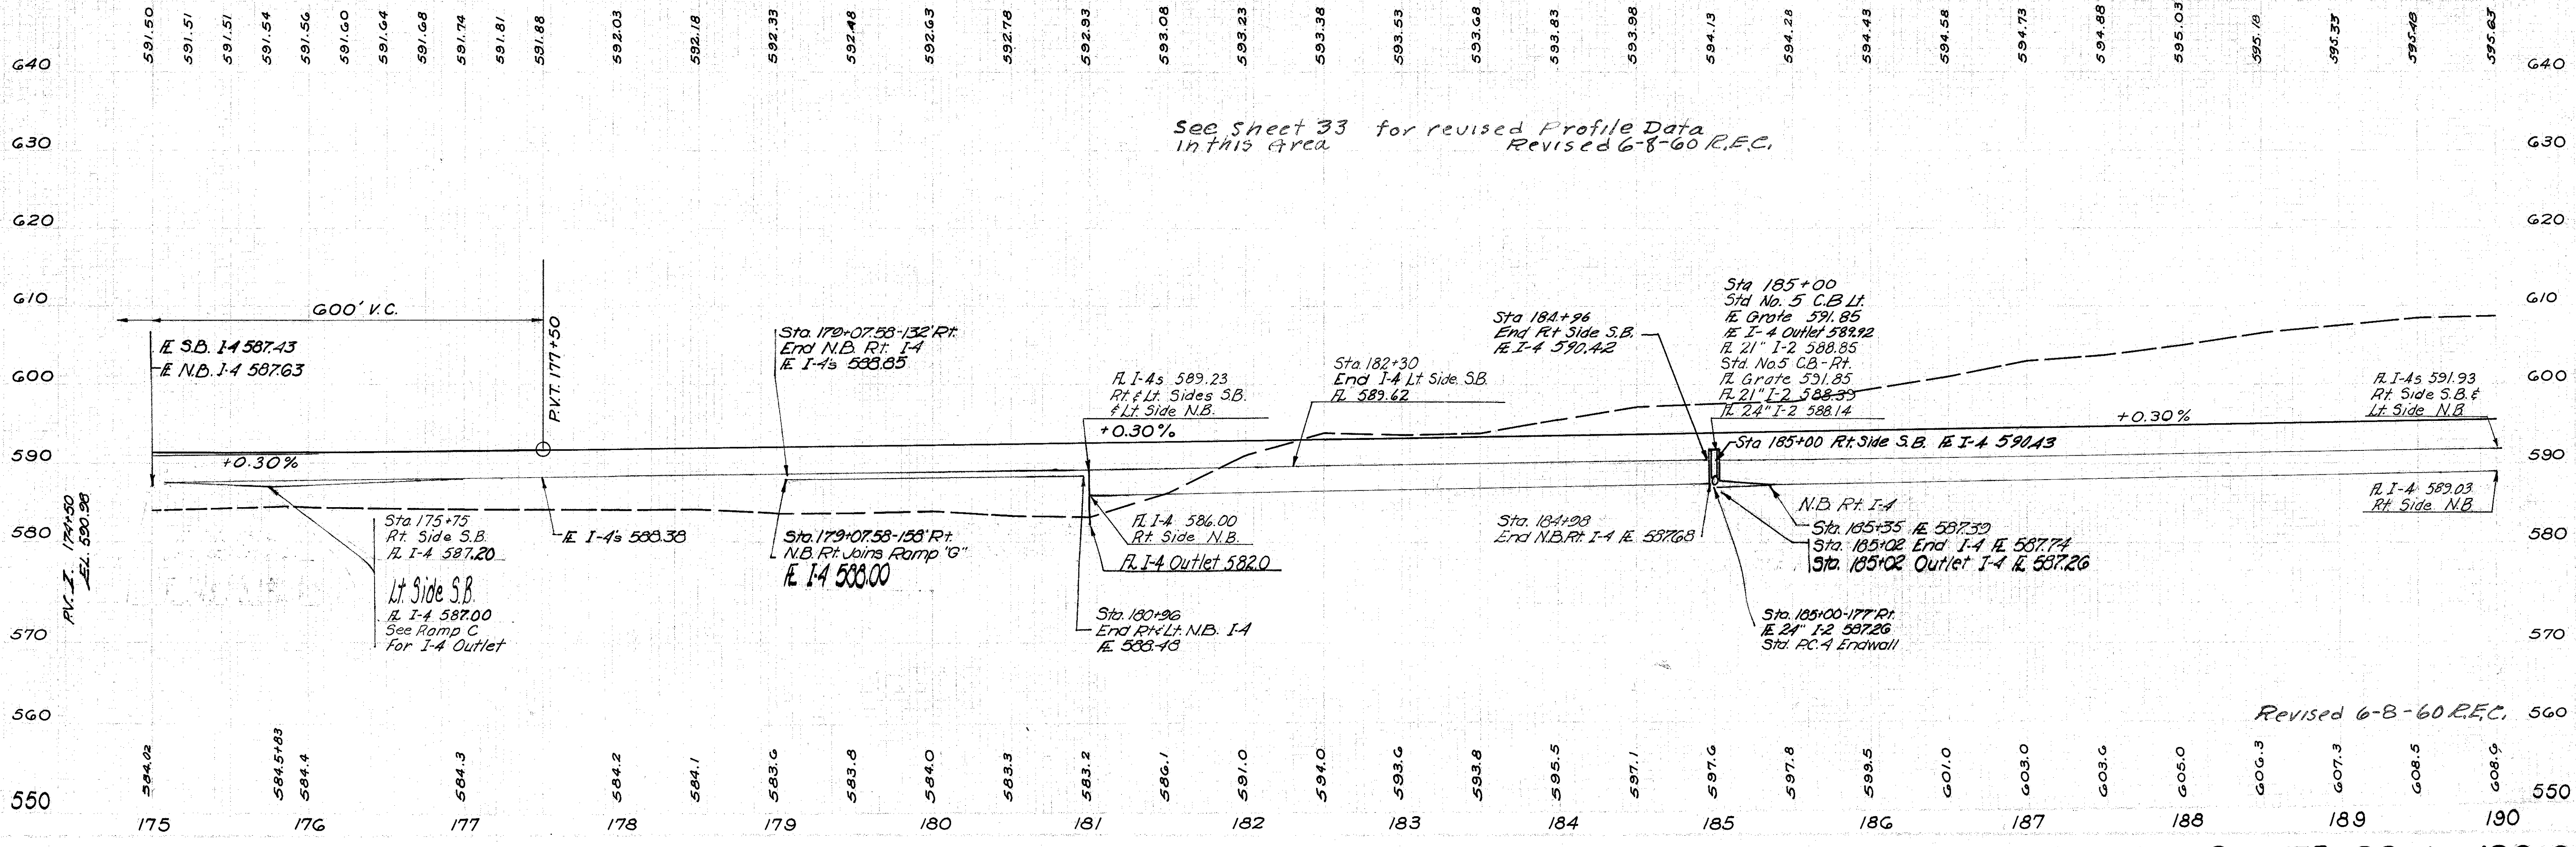 591.50 591.51 591.51 591.54 591.56 591.60 591.64 591.68 591.74 591.81 591.88 592.03 592.18 592.33 592.48 592.63 592.78 592.93 593.08 593.23 593.38 593.53 593.68 593.83 593.98 594.13 594.28 594.43 594.58 594.73 594.88 595.03 595.18 595.33 595.48 595.63
640 640
See Sheet 33 for revised Profile Data
in this Area Revised 6-8-60 R.E.C.
630 630
620 620
610 610
600' V.C.
P.V.T. 177+50
FL S.B. I-4 587.43
FL N.B. I-4 587.63
Sta. 179+07.58-132' Rt.
End N.B. Rt. I-4
FL I-4's 588.85
FL I-4s 589.23
Rt. & Lt. Sides S.B.
& Lt. Side N.B.
+0.30%
Sta. 182+30
End I-4 Lt Side S.B.
FL 589.62
Sta 184+96
End Rt Side S.B.
FL I-4 590.42
Sta 185+00
Std No. 5 C.B Lt.
FL Grate 591.85
FL I-4 Outlet 589.92
FL 21" I-2 588.85
Std. No.5 C.B.-Rt.
FL Grate 591.85
FL 21" I-2 588.39
FL 24" I-2 588.14
+0.30%
FL I-4s 591.93
Rt. Side S.B. &
Lt. Side N.B.
600 600
Sta 185+00 Rt. Side S.B. FL I-4 590.43
590 590
+0.30%
P.V.I. 174+50
EL. 590.98
580 580
Sta 175+75
Rt. Side S.B.
FL I-4 587.20
Lt Side S.B.
FL I-4 587.00
See Ramp C
For I-4 Outlet
FL I-4's 588.38
Sta. 179+07.58-158' Rt.
N.B. Rt. Joins Ramp "G"
FL I-4 588.00
FL I-4 586.00
Rt. Side N.B.
FL I-4 Outlet 582.0
Sta. 180+96
End Rt & Lt. N.B. I-4
FL 588.48
Sta. 184+98
End N.B. Rt I-4 FL 587.68
N.B. Rt. I-4
Sta. 185+35 FL 587.39
Sta. 185+02 End I-4 FL 587.74
Sta. 185+02 Outlet I-4 FL 587.26
FL I-4 589.03
Rt. Side N.B.
Sta. 185+00-177' Rt.
FL 24" I-2 587.26
Std. P.C. 4 Endwall
570 570
560 Revised 6-8-60 R.E.C. 560
584.02 584.5+83 584.4 584.3 584.2 584.1 583.6 583.8 584.0 583.3 583.2 586.1 591.0 594.0 593.6 593.8 595.5 597.1 597.6 597.8 599.5 601.0 603.0 603.6 605.0 606.3 607.3 608.5 608.9
550 550
175 176 177 178 179 180 181 182 183 184 185 186 187 188 189 190